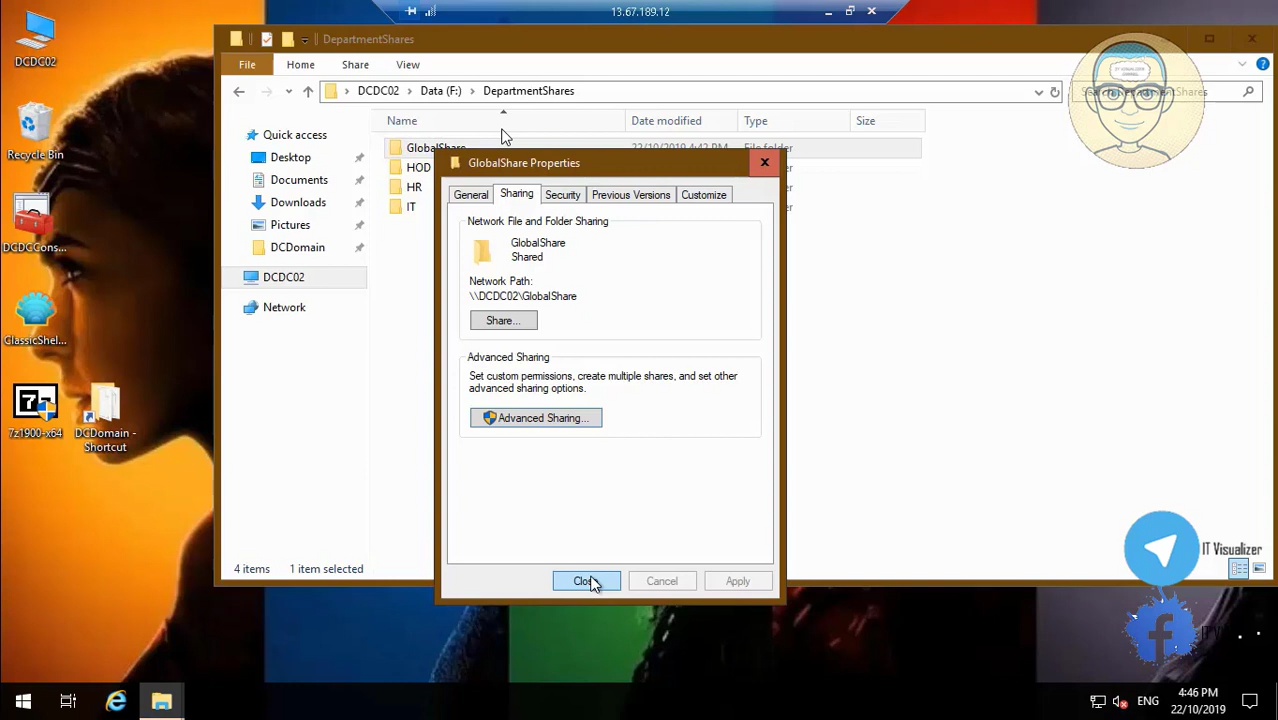 13.67.189.12
DCDC02
Recycle Bin
DCDCCons...
ClassicShel...
7z1900-x64
DCDomain - Shortcut
DepartmentShares
File
Home
Share
View
DCDC02
Data (F:)
DepartmentShares
Name
Date modified
Type
Size
Quick access
Desktop
Documents
Downloads
Pictures
DCDomain
DCDC02
Network
GlobalShare
22/10/2019 4:42 PM
File folder
HOD
HR
IT
GlobalShare Properties
General
Sharing
Security
Previous Versions
Customize
Network File and Folder Sharing
GlobalShare
Shared
Network Path:
\\DCDC02\GlobalShare
Share...
Advanced Sharing
Set custom permissions, create multiple shares, and set other
advanced sharing options.
Advanced Sharing...
Cancel
Apply
4 items
1 item selected
IT Visualizer
ENG
4:46 PM
22/10/2019